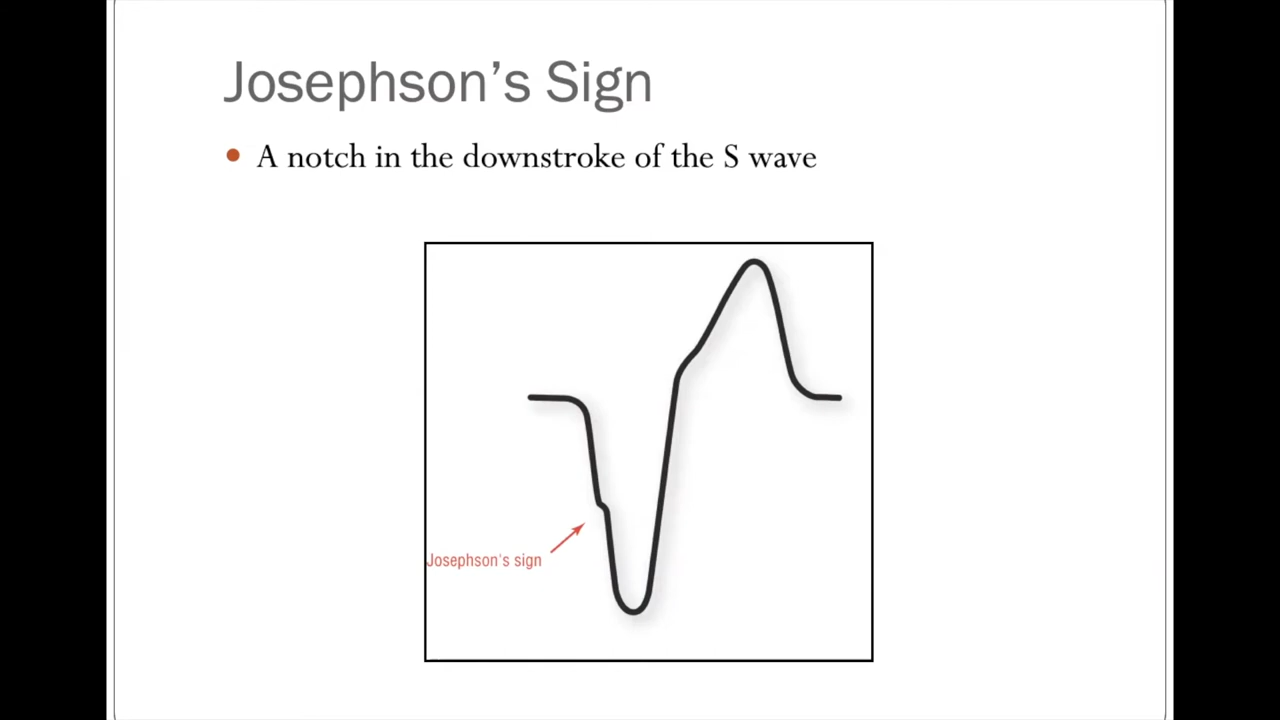 Josephson’s Sign
• A notch in the downstroke of the S wave
Josephson's sign